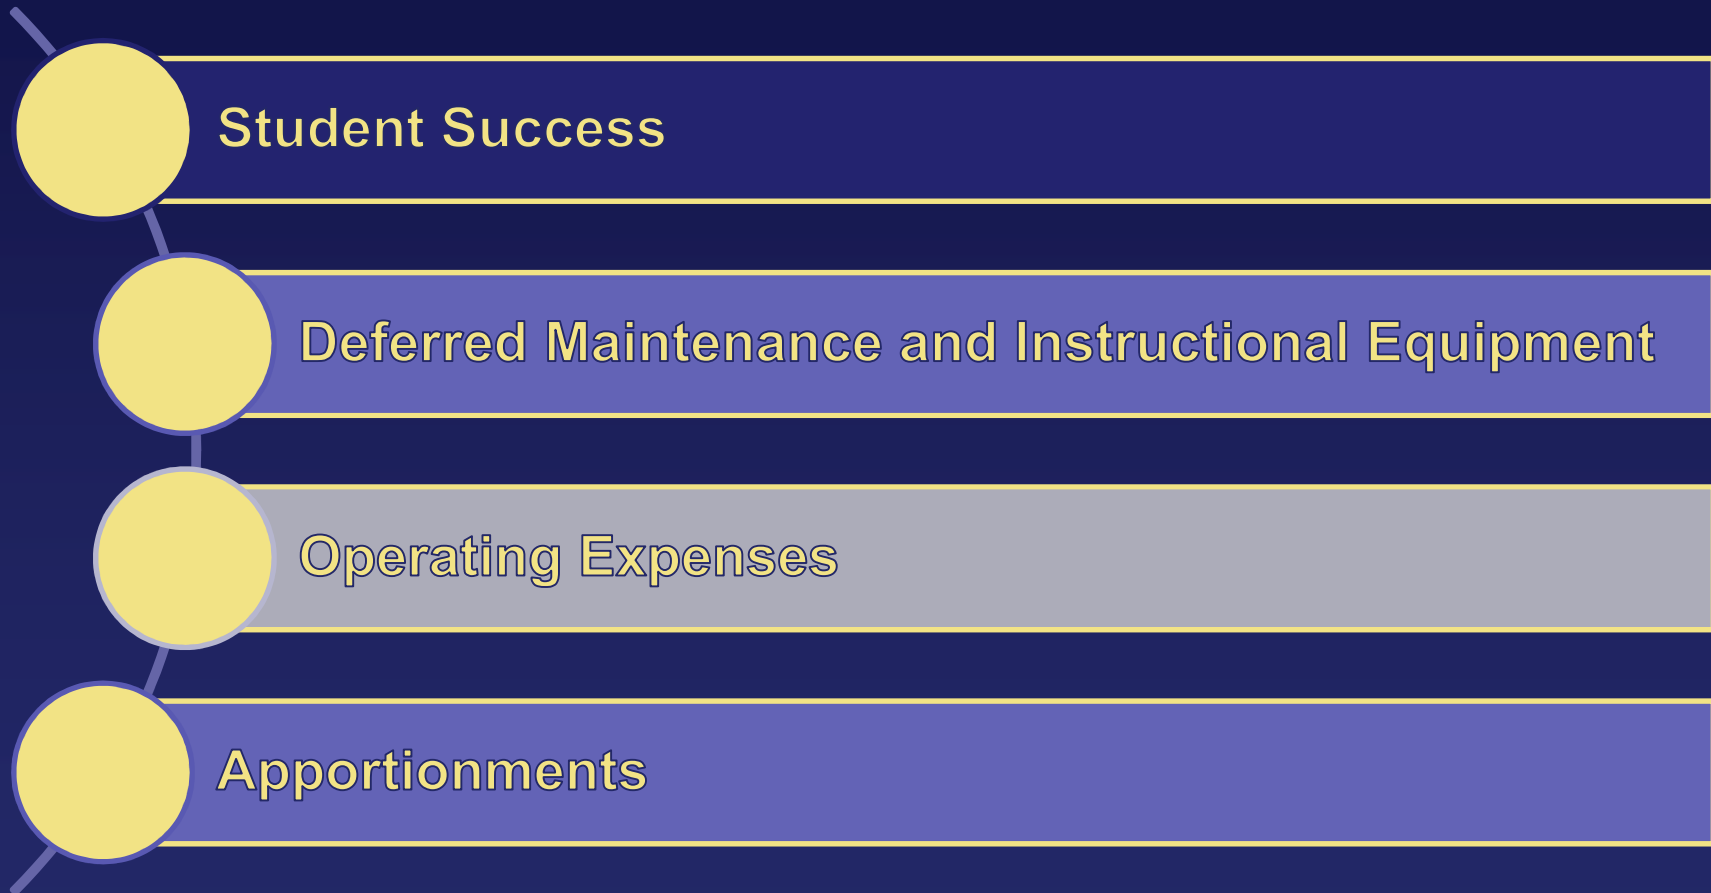 Student Success
Deferred Maintenance and Instructional Equipment
Operating Expenses
Apportionments